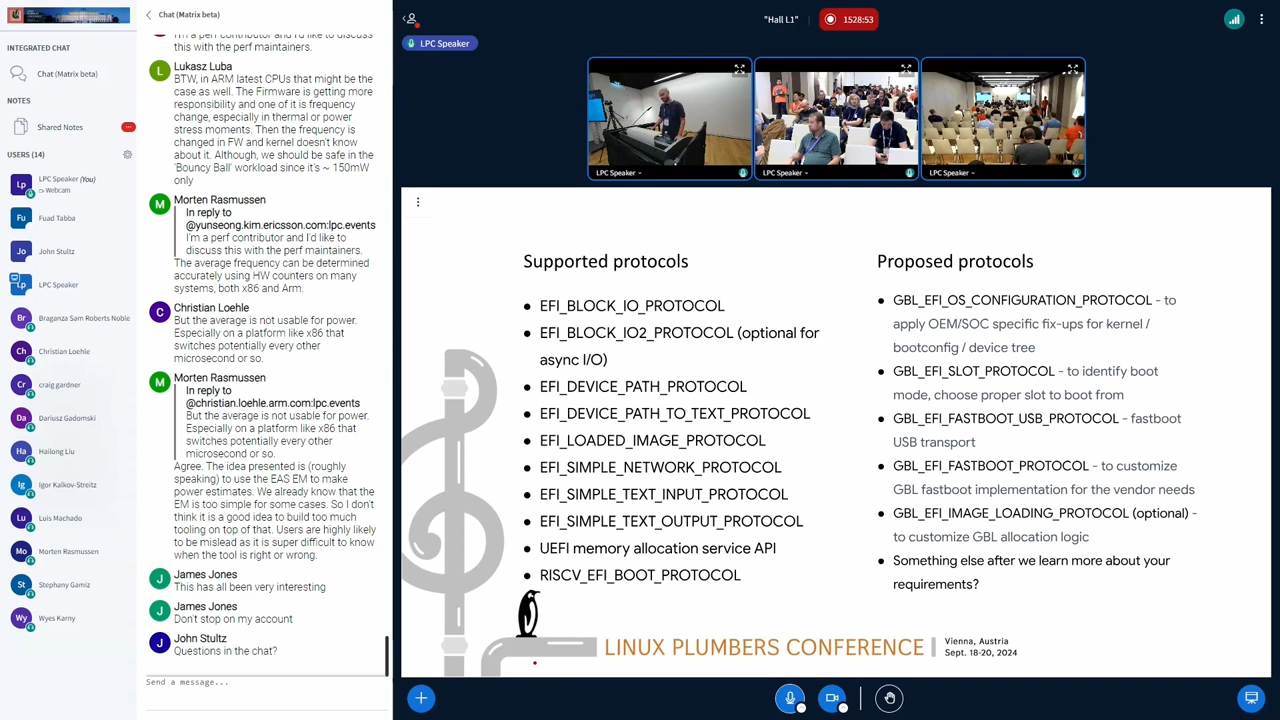 INTEGRATED CHAT
Chat (Matrix beta)
NOTES
Shared Notes
USERS (14)
Lp
LPC Speaker (You)
Webcam
Fu
Fuad Tabba
Jo
John Stultz
Lp
LPC Speaker
Br
Braganza Sam Roberts Noble
Ch
Christian Loehle
Cr
craig gardner
Da
Dariusz Gadomski
Ha
Hailong Liu
Ig
Igor Kalkov-Streitz
Lu
Luis Machado
Mo
Morten Rasmussen
St
Stephany Gamiz
Wy
Wyes Karny
Chat (Matrix beta)
I'm a perf contributor and I'd like to discuss
this with the perf maintainers.
L
Lukasz Luba
BTW, in ARM latest CPUs that might be the
case as well. The Firmware is getting more
responsibility and one of it is frequency
change, especially in thermal or power
stress moments. Then the frequency is
changed in FW and kernel doesn't know
about it. Although, we should be safe in the
'Bouncy Ball' workload since it's ~ 150mW
only
M
Morten Rasmussen
In reply to
@yunseong.kim.ericsson.com:lpc.events
I'm a perf contributor and I'd like to
discuss this with the perf maintainers.
The average frequency can be determined
accurately using HW counters on many
systems, both x86 and Arm.
C
Christian Loehle
But the average is not usable for power.
Especially on a platform like x86 that
switches potentially every other
microsecond or so.
M
Morten Rasmussen
In reply to
@christian.loehle.arm.com:lpc.events
But the average is not usable for power.
Especially on a platform like x86 that
switches potentially every other
microsecond or so.
Agree. The idea presented is (roughly
speaking) to use the EAS EM to make
power estimates. We already know that the
EM is too simple for some cases. So I don't
think it is a good idea to build too much
tooling on top of that. Users are highly likely
to be mislead as it is super difficult to know
when the tool is right or wrong.
J
James Jones
This has all been very interesting
J
James Jones
Don't stop on my account
J
John Stultz
Questions in the chat?
Send a message...
"Hall L1"
1528:53
LPC Speaker
LPC Speaker
LPC Speaker
LPC Speaker
Supported protocols
● EFI_BLOCK_IO_PROTOCOL
● EFI_BLOCK_IO2_PROTOCOL (optional for
async I/O)
● EFI_DEVICE_PATH_PROTOCOL
● EFI_DEVICE_PATH_TO_TEXT_PROTOCOL
● EFI_LOADED_IMAGE_PROTOCOL
● EFI_SIMPLE_NETWORK_PROTOCOL
● EFI_SIMPLE_TEXT_INPUT_PROTOCOL
● EFI_SIMPLE_TEXT_OUTPUT_PROTOCOL
● UEFI memory allocation service API
● RISCV_EFI_BOOT_PROTOCOL
Proposed protocols
● GBL_EFI_OS_CONFIGURATION_PROTOCOL - to
apply OEM/SOC specific fix-ups for kernel /
bootconfig / device tree
● GBL_EFI_SLOT_PROTOCOL - to identify boot
mode, choose proper slot to boot from
● GBL_EFI_FASTBOOT_USB_PROTOCOL - fastboot
USB transport
● GBL_EFI_FASTBOOT_PROTOCOL - to customize
GBL fastboot implementation for the vendor needs
● GBL_EFI_IMAGE_LOADING_PROTOCOL (optional) -
to customize GBL allocation logic
● Something else after we learn more about your
requirements?
LINUX PLUMBERS CONFERENCE
Vienna, Austria
Sept. 18-20, 2024